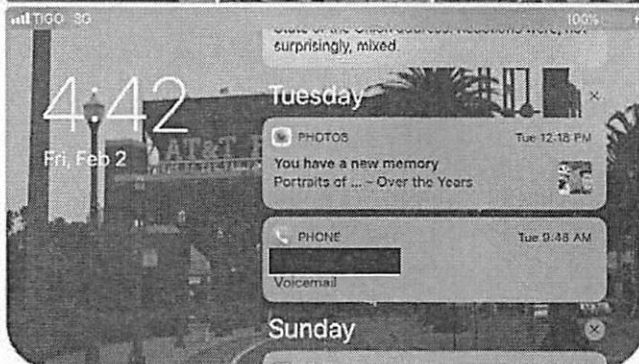 TIGO 3G 100%
State of the Union address. Reactions were, not
surprisingly, mixed.
4:42
Fri, Feb 2
AT&T
Tuesday
PHOTOS Tue 12:18 PM
You have a new memory
Portraits of ... – Over the Years
PHONE Tue 9:48 AM
Voicemail
Sunday